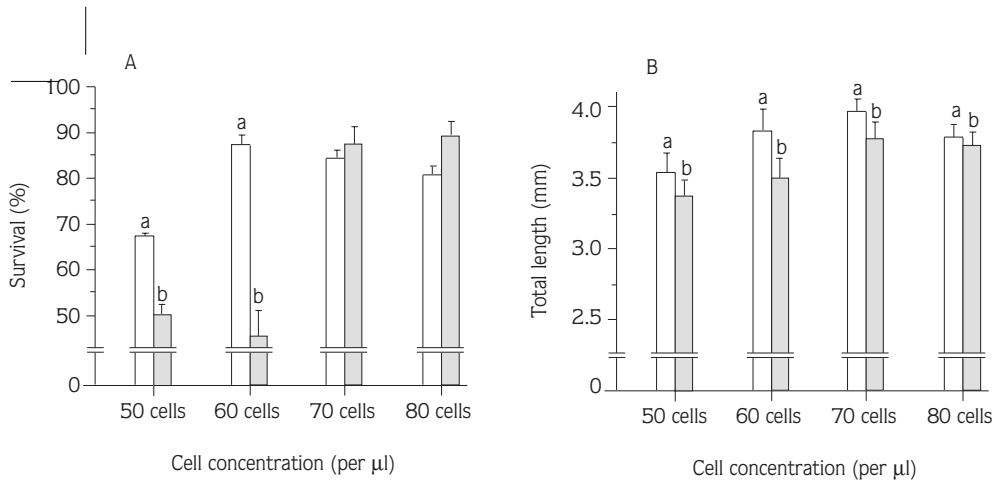 A
100
90
80
70
60
50
0
Survival (%)
a
b
a
b
50 cells
60 cells
70 cells
80 cells
Cell concentration (per µl)
B
4.0
3.5
3.0
2.5
0
Total length (mm)
a
b
a
b
a
b
a
b
50 cells
60 cells
70 cells
80 cells
Cell concentration (per µl)